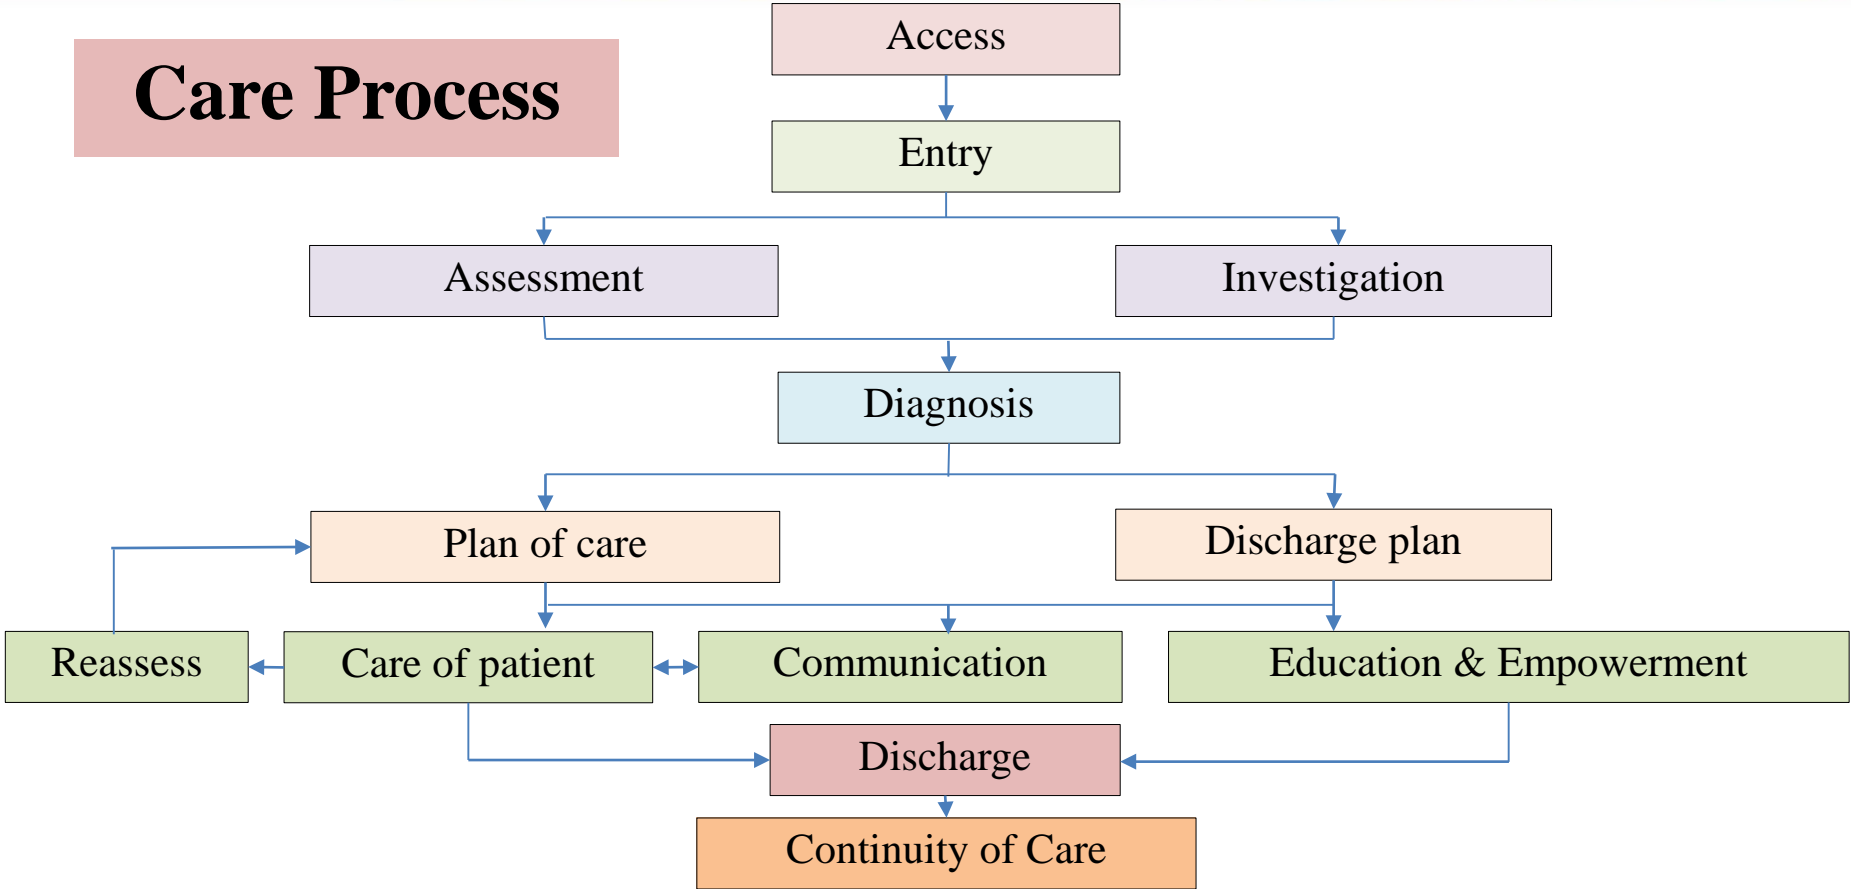 Care Process
Access
Entry
Assessment
Investigation
Diagnosis
Plan of care
Discharge plan
Reassess
Care of patient
Communication
Education & Empowerment
Discharge
Continuity of Care